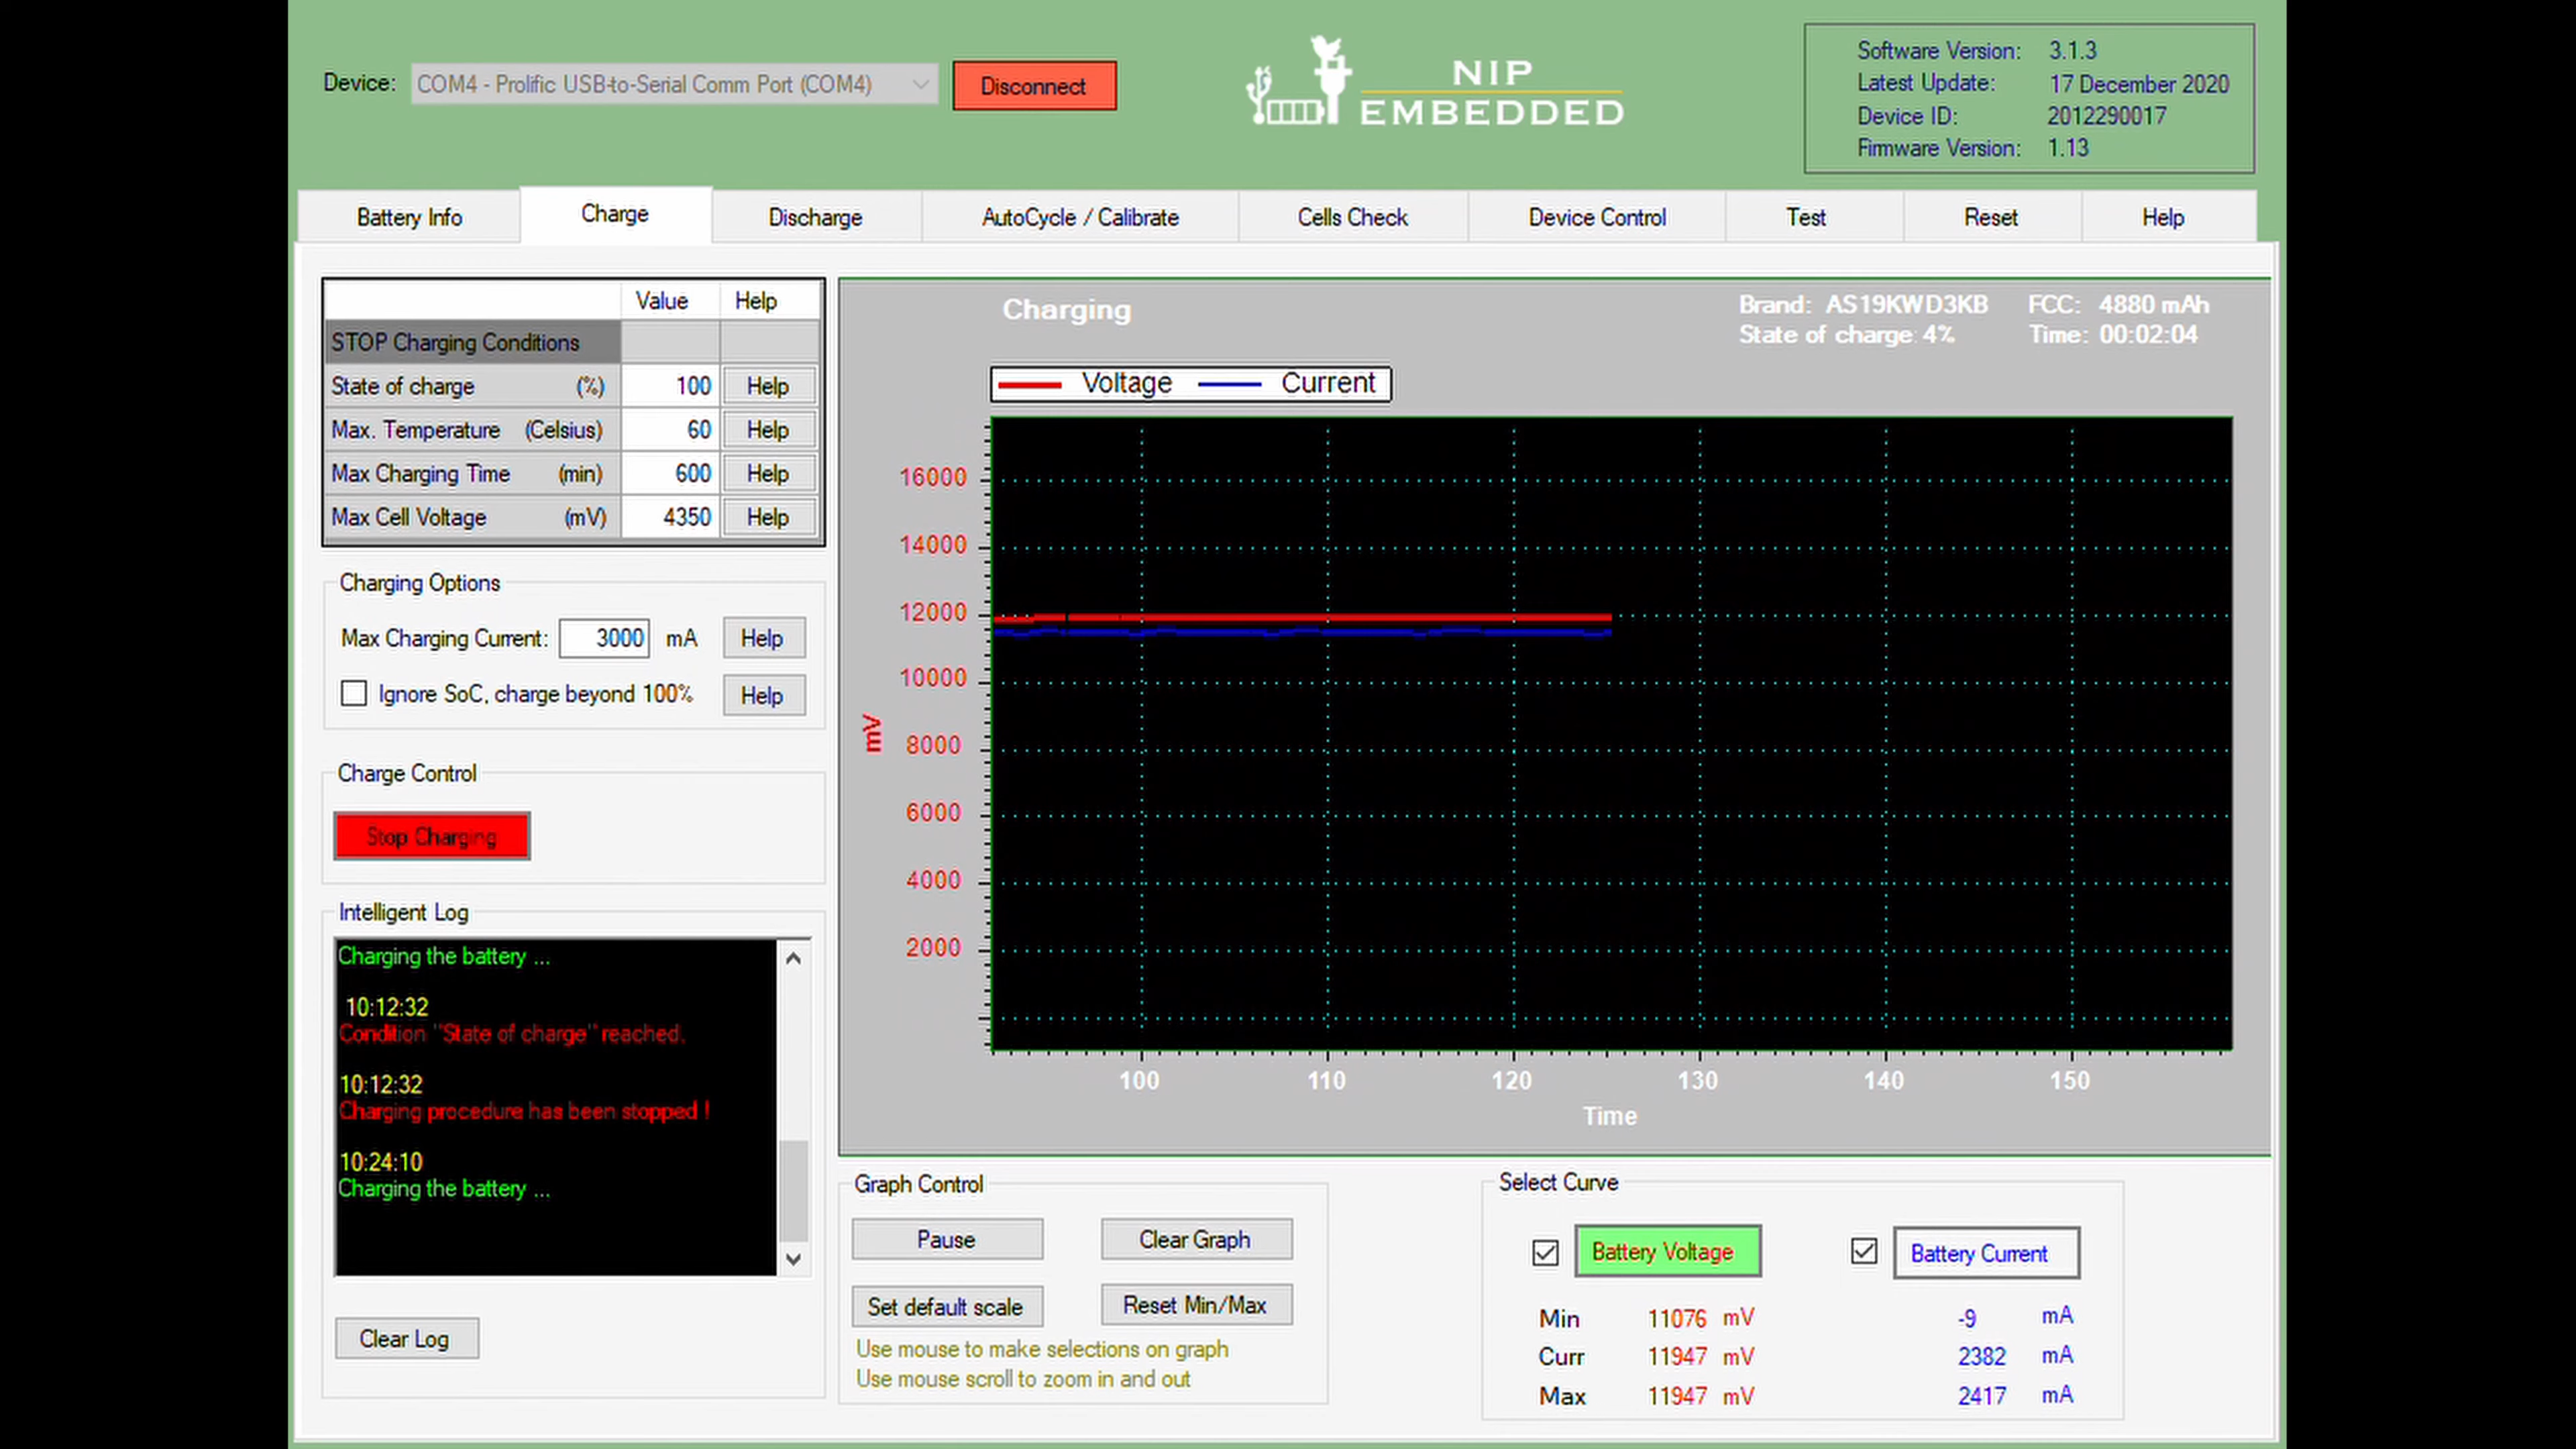 Device: COM4 - Prolific USB-to-Serial Comm Port (COM4) Disconnect
NIP
EMBEDDED
Software Version: 3.1.3
Latest Update: 17 December 2020
Device ID: 2012290017
Firmware Version: 1.13
Battery Info Charge Discharge AutoCycle / Calibrate Cells Check Device Control Test Reset Help
Value Help
STOP Charging Conditions
State of charge (%) 100 Help
Max. Temperature (Celsius) 60 Help
Max Charging Time (min) 600 Help
Max Cell Voltage (mV) 4350 Help
Charging Options
Max Charging Current: 3000 mA Help
Ignore SoC, charge beyond 100% Help
Charge Control
Stop Charging
Intelligent Log
Charging the battery ...
10:12:32
Condition "State of charge" reached.
10:12:32
Charging procedure has been stopped !
10:24:10
Charging the battery ...
Clear Log
Charging
Brand: AS19KWD3KB FCC: 4880 mAh
State of charge: 4% Time: 00:02:04
Voltage Current
16000
14000
12000
10000
8000
6000
4000
2000
mV
100 110 120 130 140 150
Time
Graph Control
Pause Clear Graph
Set default scale Reset Min/Max
Use mouse to make selections on graph
Use mouse scroll to zoom in and out
Select Curve
Battery Voltage Battery Current
Min 11076 mV -9 mA
Curr 11947 mV 2382 mA
Max 11947 mV 2417 mA